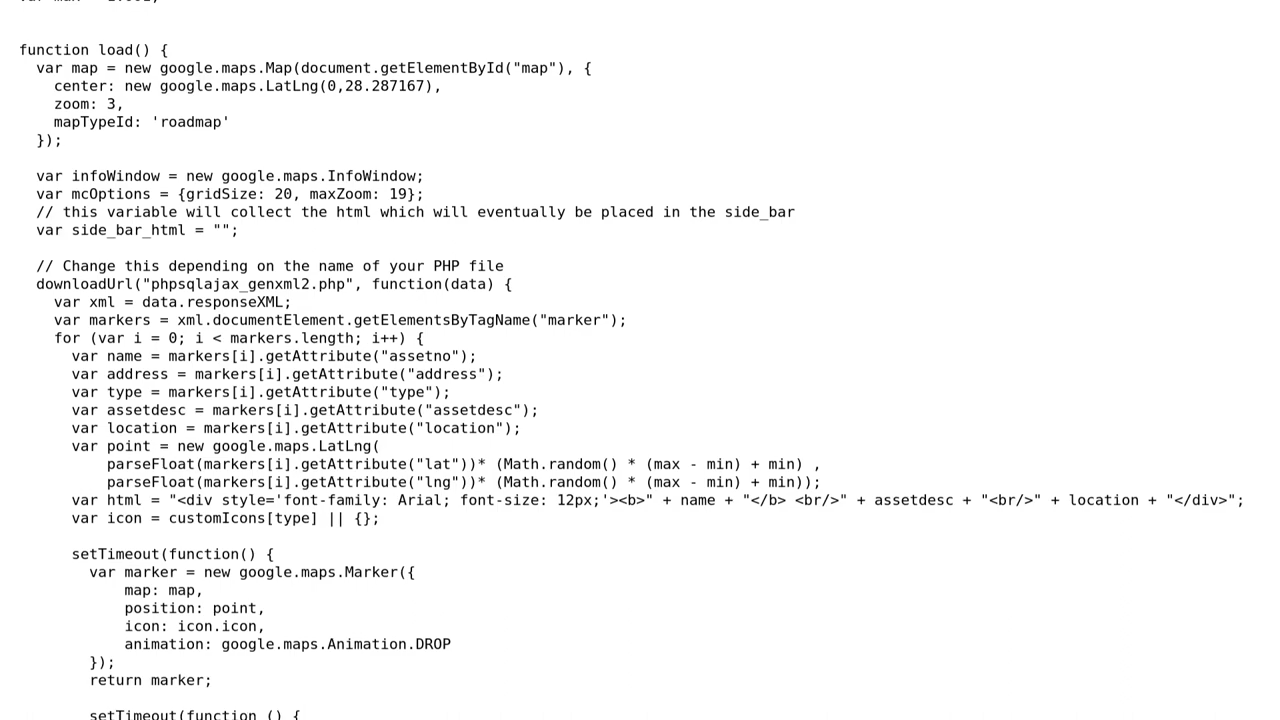 function load() {
  var map = new google.maps.Map(document.getElementById("map"), {
    center: new google.maps.LatLng(0,28.287167),
    zoom: 3,
    mapTypeId: 'roadmap'
  });

  var infoWindow = new google.maps.InfoWindow;
  var mcOptions = {gridSize: 20, maxZoom: 19};
  // this variable will collect the html which will eventually be placed in the side_bar
  var side_bar_html = "";

  // Change this depending on the name of your PHP file
  downloadUrl("phpsqlajax_genxml2.php", function(data) {
    var xml = data.responseXML;
    var markers = xml.documentElement.getElementsByTagName("marker");
    for (var i = 0; i < markers.length; i++) {
      var name = markers[i].getAttribute("assetno");
      var address = markers[i].getAttribute("address");
      var type = markers[i].getAttribute("type");
      var assetdesc = markers[i].getAttribute("assetdesc");
      var location = markers[i].getAttribute("location");
      var point = new google.maps.LatLng(
          parseFloat(markers[i].getAttribute("lat"))* (Math.random() * (max - min) + min) ,
          parseFloat(markers[i].getAttribute("lng"))* (Math.random() * (max - min) + min));
      var html = "<div style='font-family: Arial; font-size: 12px;'><b>" + name + "</b> <br/>" + assetdesc + "<br/>" + location + "</div>";
      var icon = customIcons[type] || {};

      setTimeout(function() {
        var marker = new google.maps.Marker({
            map: map,
            position: point,
            icon: icon.icon,
            animation: google.maps.Animation.DROP
        });
        return marker;

        setTimeout(function () {